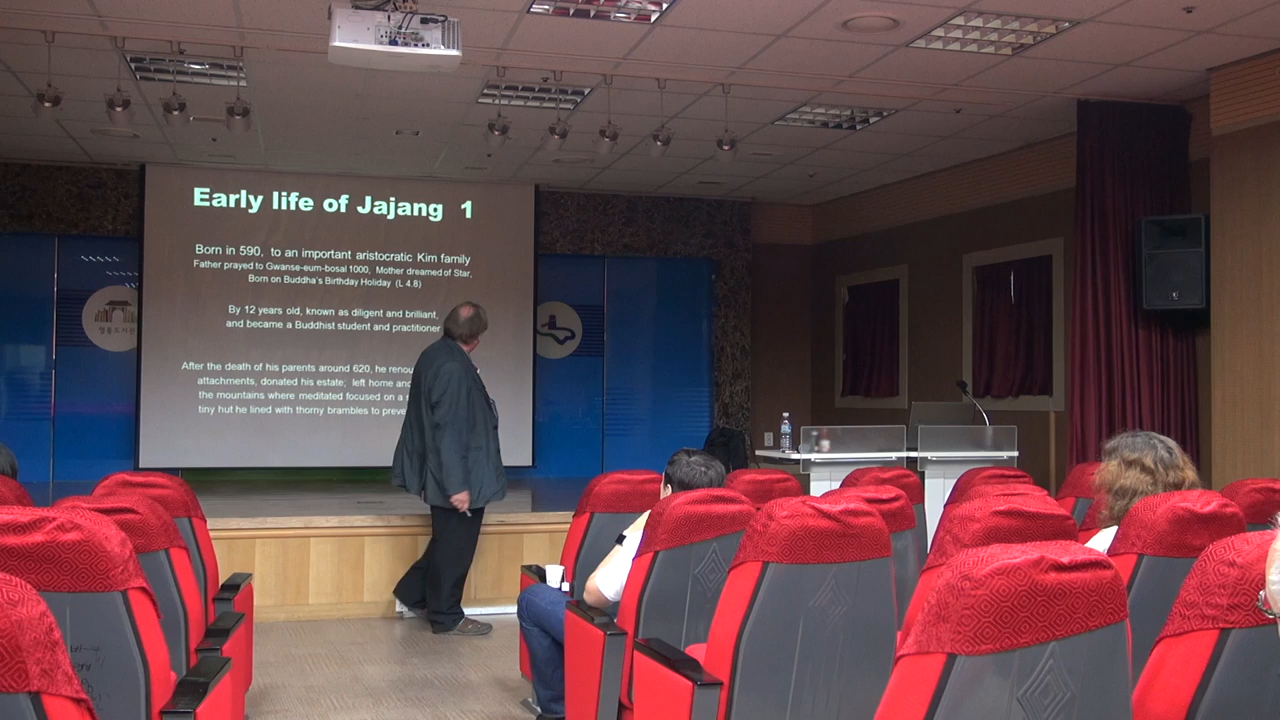 Early life of Jajang 1
Born in 590, to an important aristocratic Kim family
Father prayed to Gwanse-eum-bosal 1000, Mother dreamed of Star,
Born on Buddha's Birthday Holiday (L 4.8)
By 12 years old, known as diligent and brilliant,
and became a Buddhist student and practitioner
After the death of his parents around 620, he
attachments, donated his estate; left home
the mountains where meditated focused on a
tiny hut he lined with thorny brambles to